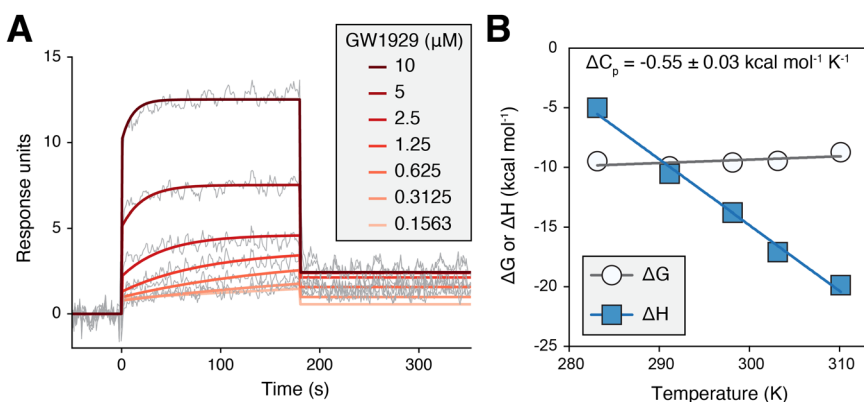 A
Response units
15
10
5
0
0
100
200
300
Time (s)
GW1929 (μM)
10
5
2.5
1.25
0.625
0.3125
0.1563
B
ΔG or ΔH (kcal mol⁻¹)
0
-5
-10
-15
-20
-25
ΔCₚ = -0.55 ± 0.03 kcal mol⁻¹ K⁻¹
ΔG
ΔH
280
290
300
310
Temperature (K)